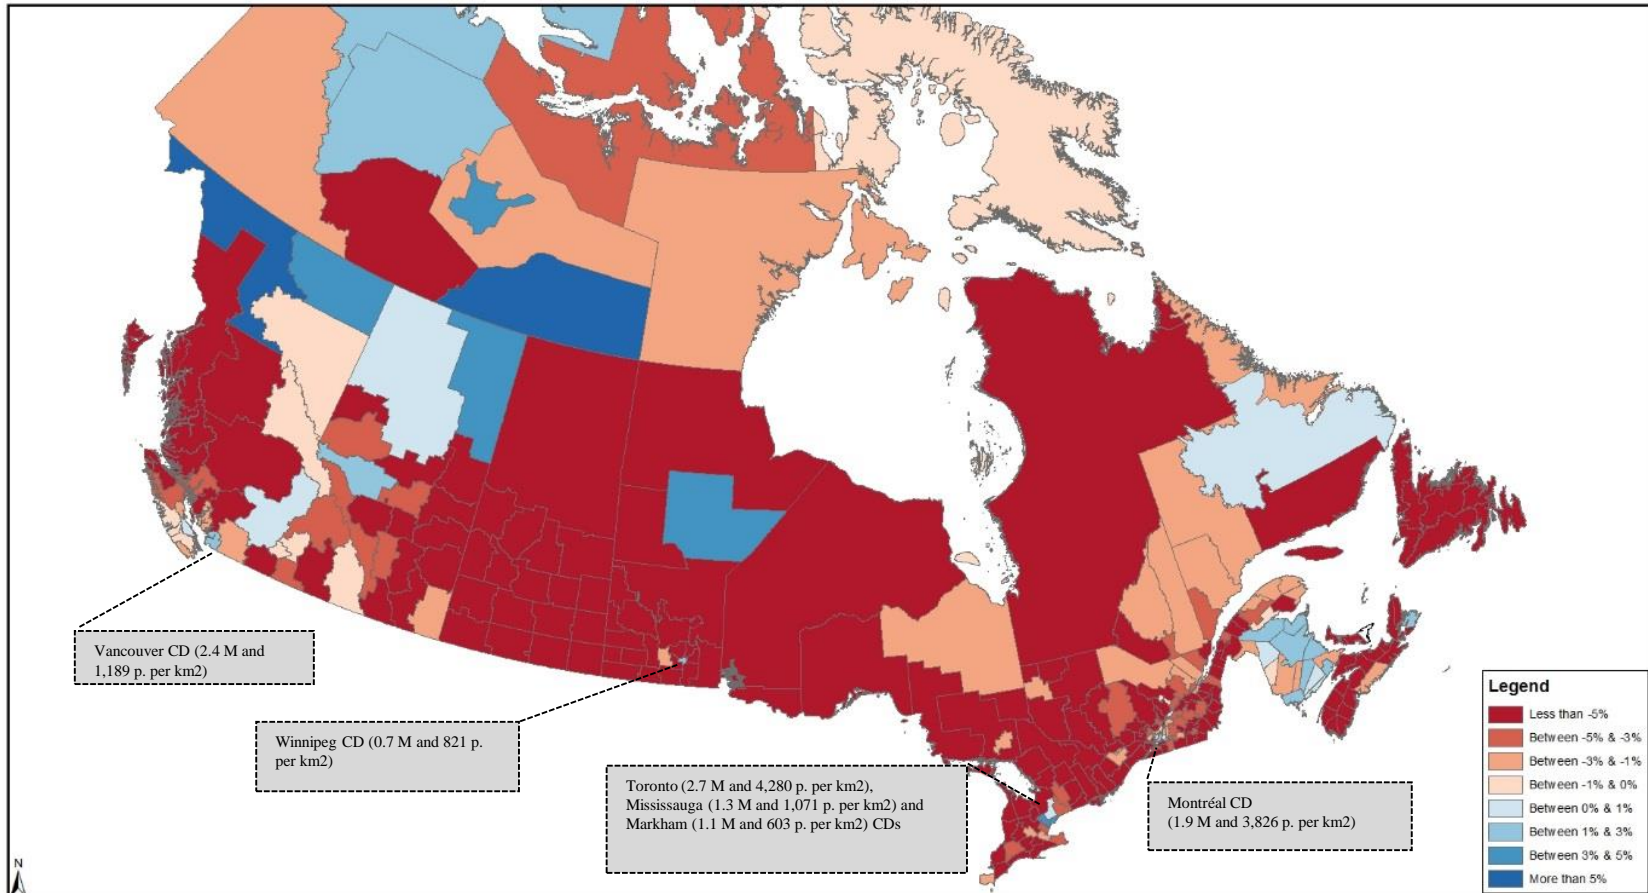 Vancouver CD (2.4 M and
1,189 p. per km2)
Winnipeg CD (0.7 M and 821 p.
per km2)
Toronto (2.7 M and 4,280 p. per km2),
Mississauga (1.3 M and 1,071 p. per km2) and
Markham (1.1 M and 603 p. per km2) CDs
Montréal CD
(1.9 M and 3,826 p. per km2)
Legend
Less than -5%
Between -5% & -3%
Between -3% & -1%
Between -1% & 0%
Between 0% & 1%
Between 1% & 3%
Between 3% & 5%
More than 5%
N